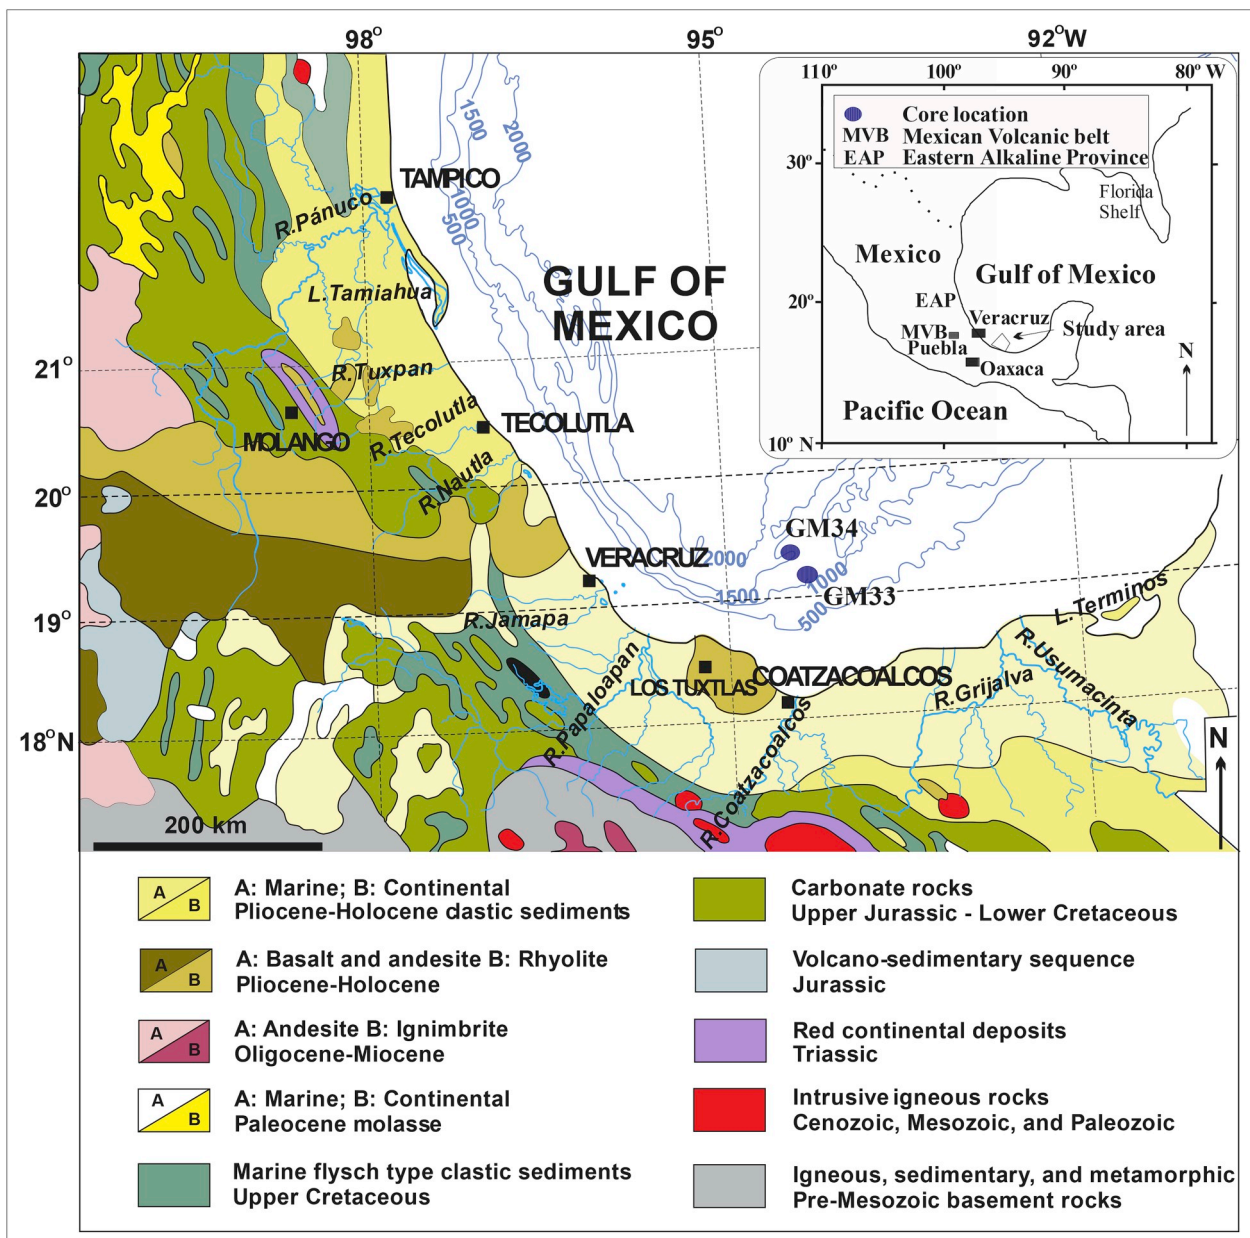 98°
95°
92°W
110°
100°
90°
80° W
Core location
MVB Mexican Volcanic belt
EAP Eastern Alkaline Province
30°
Florida
Shelf
Mexico
Gulf of Mexico
EAP
20°
Veracruz
MVB
Study area
Puebla
Oaxaca
N
Pacific Ocean
10° N
1500
2000
TAMPICO
1000
R.Pánuco
500
GULF OF
MEXICO
L.Tamiahua
21°
R.Tuxpan
TECOLUTLA
MOLANGO
R.Tecolutla
R.Nautla
20°
GM34
VERACRUZ
2000
1000
1500
GM33
500
L.Terminos
19°
R.Jamapa
R.Usumacinta
R.Papaloapan
LOS TUXTLAS
COATZACOALCOS
R.Grijalva
18°N
R.Coatzacoalcos
N
200 km
A
B
A: Marine; B: Continental
Pliocene-Holocene clastic sediments
A
B
A: Basalt and andesite B: Rhyolite
Pliocene-Holocene
A
B
A: Andesite B: Ignimbrite
Oligocene-Miocene
A
B
A: Marine; B: Continental
Paleocene molasse
Marine flysch type clastic sediments
Upper Cretaceous
Carbonate rocks
Upper Jurassic - Lower Cretaceous
Volcano-sedimentary sequence
Jurassic
Red continental deposits
Triassic
Intrusive igneous rocks
Cenozoic, Mesozoic, and Paleozoic
Igneous, sedimentary, and metamorphic
Pre-Mesozoic basement rocks